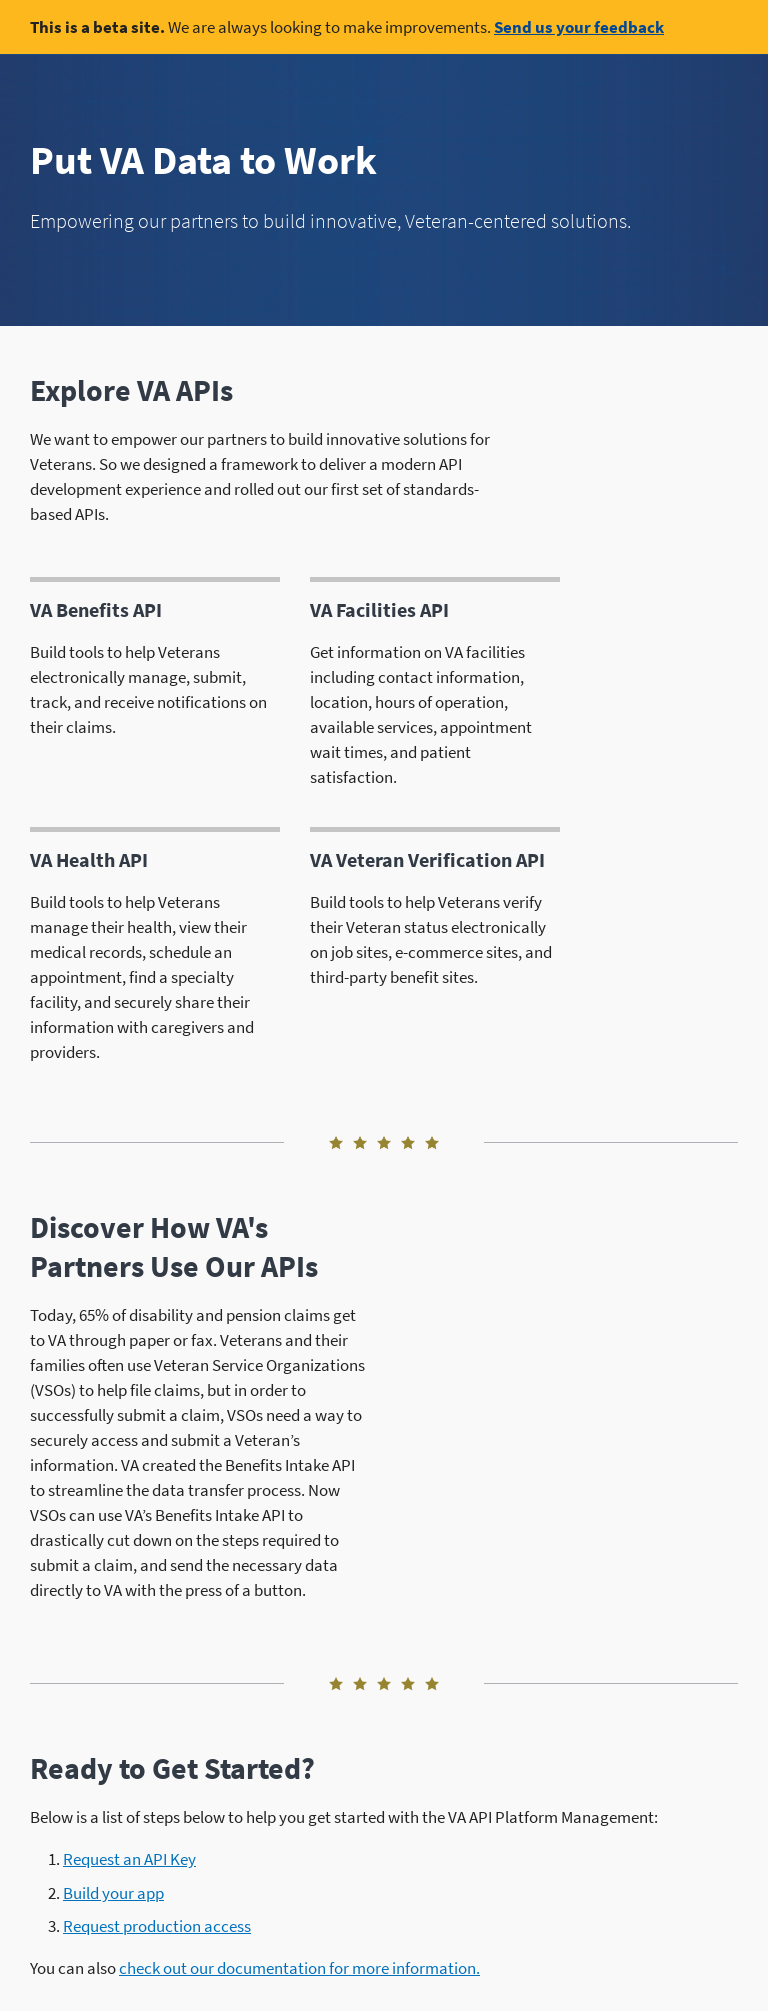 This is a beta site. We are always looking to make improvements. Send us your feedback
Put VA Data to Work
Empowering our partners to build innovative, Veteran-centered solutions.
Explore VA APIs
We want to empower our partners to build innovative solutions for
Veterans. So we designed a framework to deliver a modern API
development experience and rolled out our first set of standards-
based APIs.
VA Benefits API
Build tools to help Veterans
electronically manage, submit,
track, and receive notifications on
their claims.
VA Facilities API
Get information on VA facilities
including contact information,
location, hours of operation,
available services, appointment
wait times, and patient
satisfaction.
VA Health API
Build tools to help Veterans
manage their health, view their
medical records, schedule an
appointment, find a specialty
facility, and securely share their
information with caregivers and
providers.
VA Veteran Verification API
Build tools to help Veterans verify
their Veteran status electronically
on job sites, e-commerce sites, and
third-party benefit sites.
Discover How VA's
Partners Use Our APIs
Today, 65% of disability and pension claims get
to VA through paper or fax. Veterans and their
families often use Veteran Service Organizations
(VSOs) to help file claims, but in order to
successfully submit a claim, VSOs need a way to
securely access and submit a Veteran’s
information. VA created the Benefits Intake API
to streamline the data transfer process. Now
VSOs can use VA’s Benefits Intake API to
drastically cut down on the steps required to
submit a claim, and send the necessary data
directly to VA with the press of a button.
Ready to Get Started?
Below is a list of steps below to help you get started with the VA API Platform Management:
1. Request an API Key
2. Build your app
3. Request production access
You can also check out our documentation for more information.